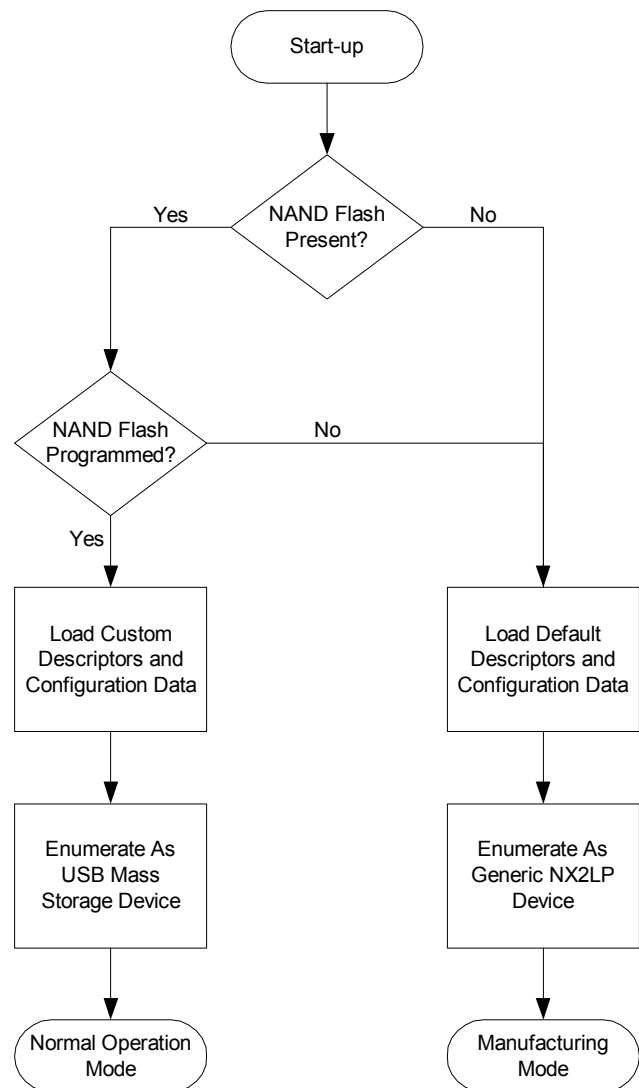 Start-up
NAND Flash
Present?
Yes
No
NAND Flash
Programmed?
No
Yes
Load Custom
Descriptors and
Configuration Data
Load Default
Descriptors and
Configuration Data
Enumerate As
USB Mass
Storage Device
Enumerate As
Generic NX2LP
Device
Normal Operation
Mode
Manufacturing
Mode